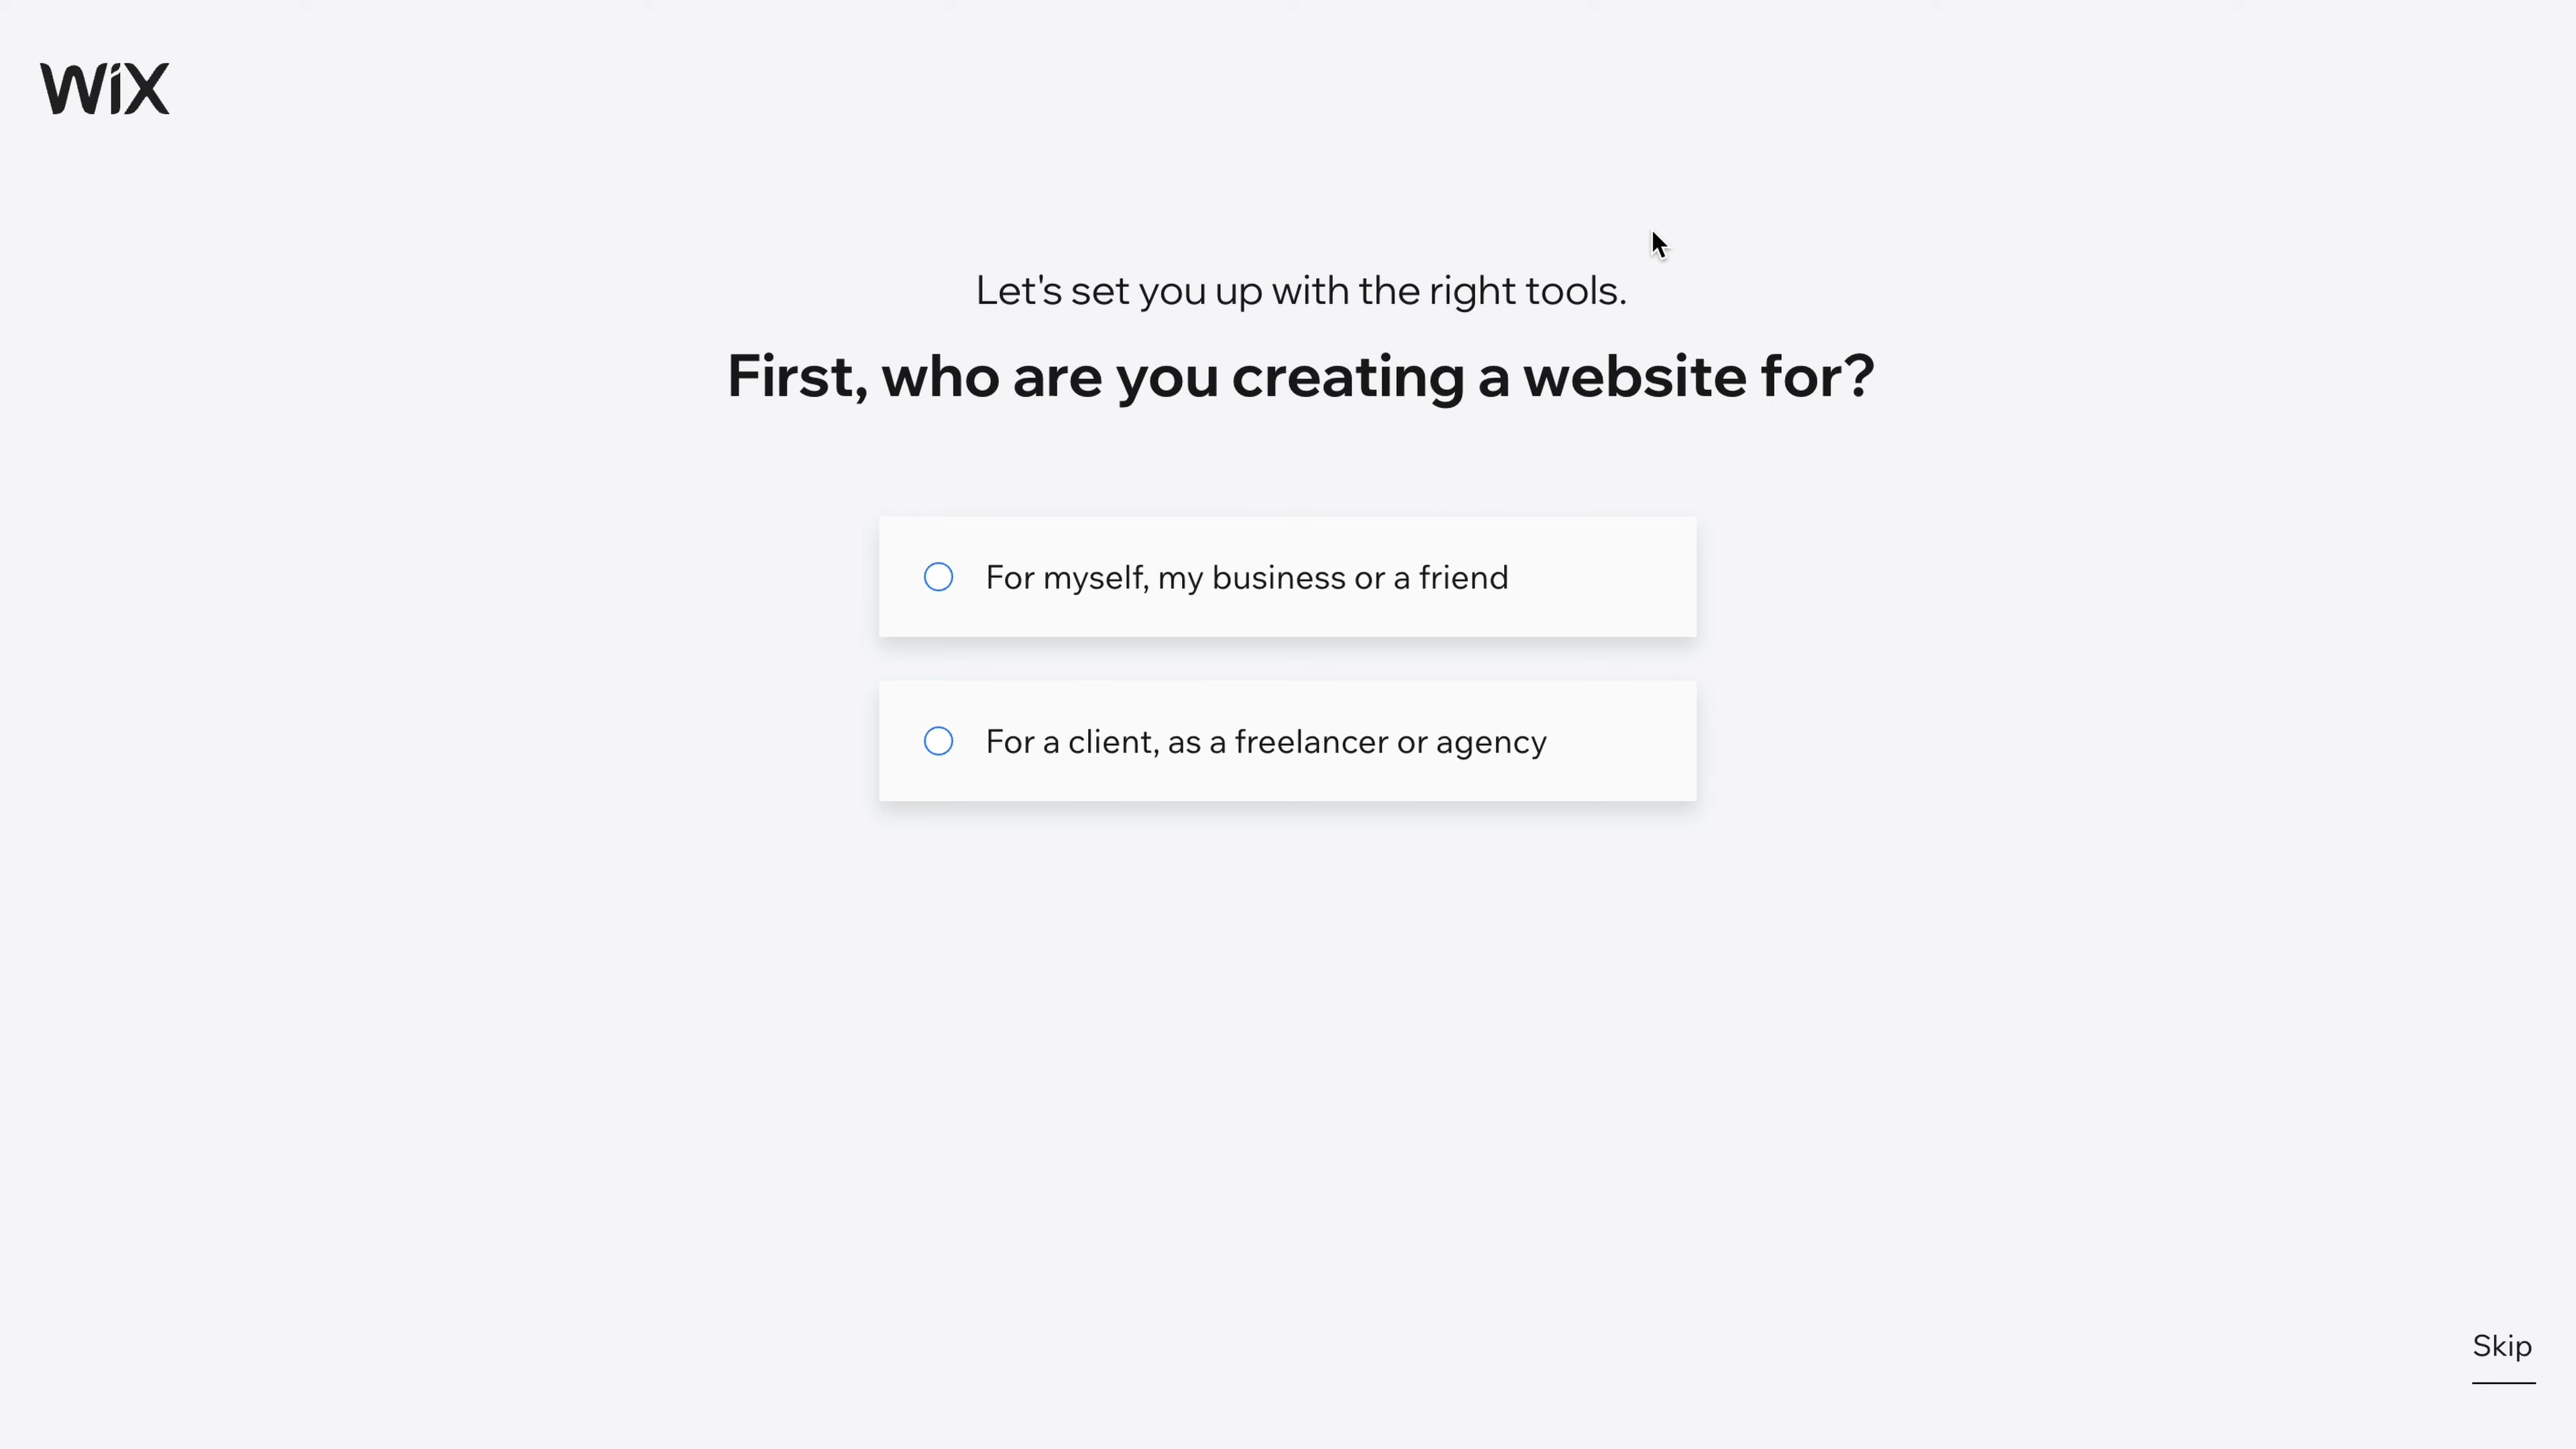 WiX
Let's set you up with the right tools.
First, who are you creating a website for?
For myself, my business or a friend
For a client, as a freelancer or agency
Skip